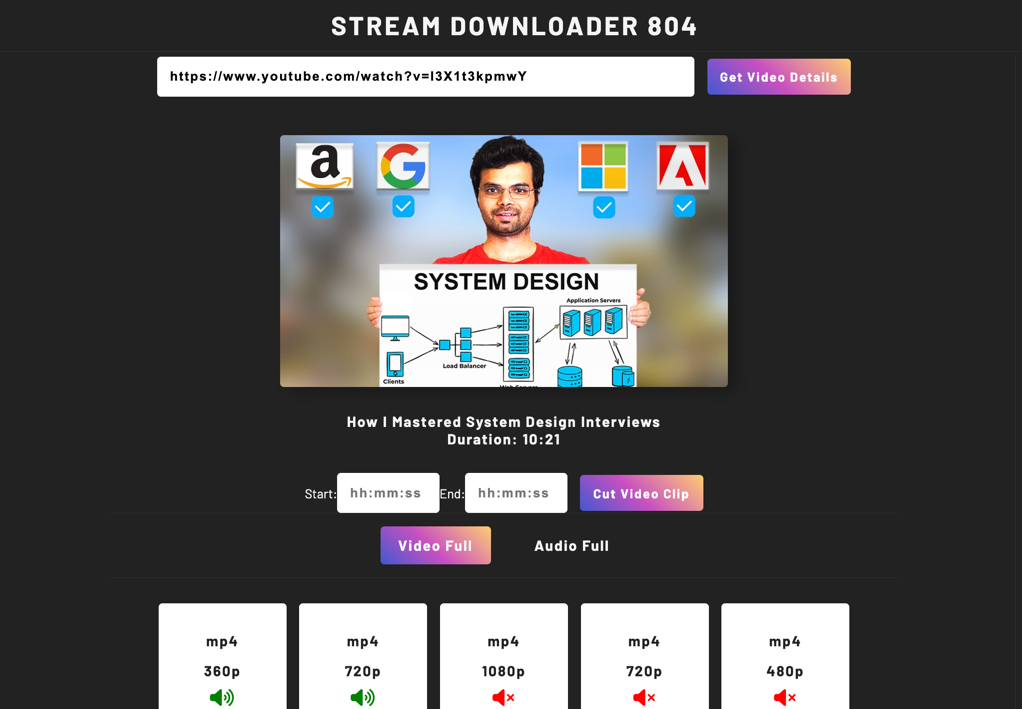 STREAM DOWNLOADER 804
https://www.youtube.com/watch?v=l3X1t3kpmwY
Get Video Details
a
G
SYSTEM DESIGN
Application Servers
Load Balancer
Clients
How I Mastered System Design Interviews
Duration: 10:21
Start: hh:mm:ss End: hh:mm:ss Cut Video Clip
Video Full Audio Full
mp4 mp4 mp4 mp4 mp4
360p 720p 1080p 720p 480p